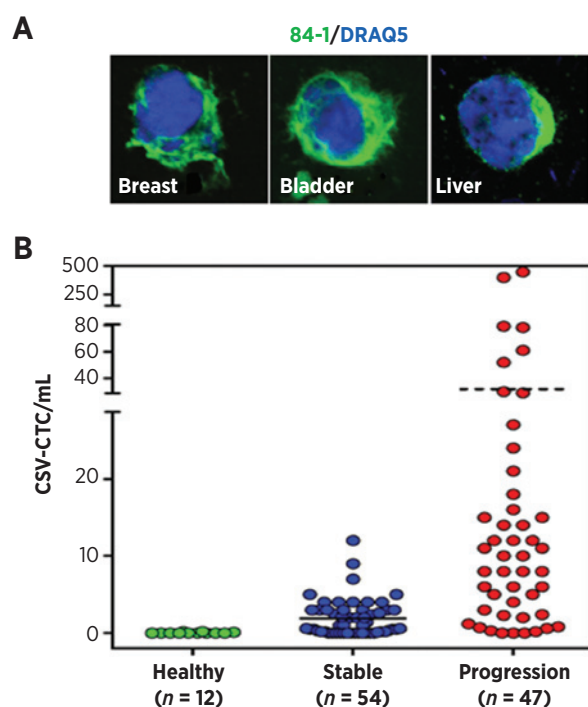 A
84-1/DRAQ5
Breast
Bladder
Liver
B
500
250
80
60
40
20
10
0
CSV-CTC/mL
Healthy
(n = 12)
Stable
(n = 54)
Progression
(n = 47)